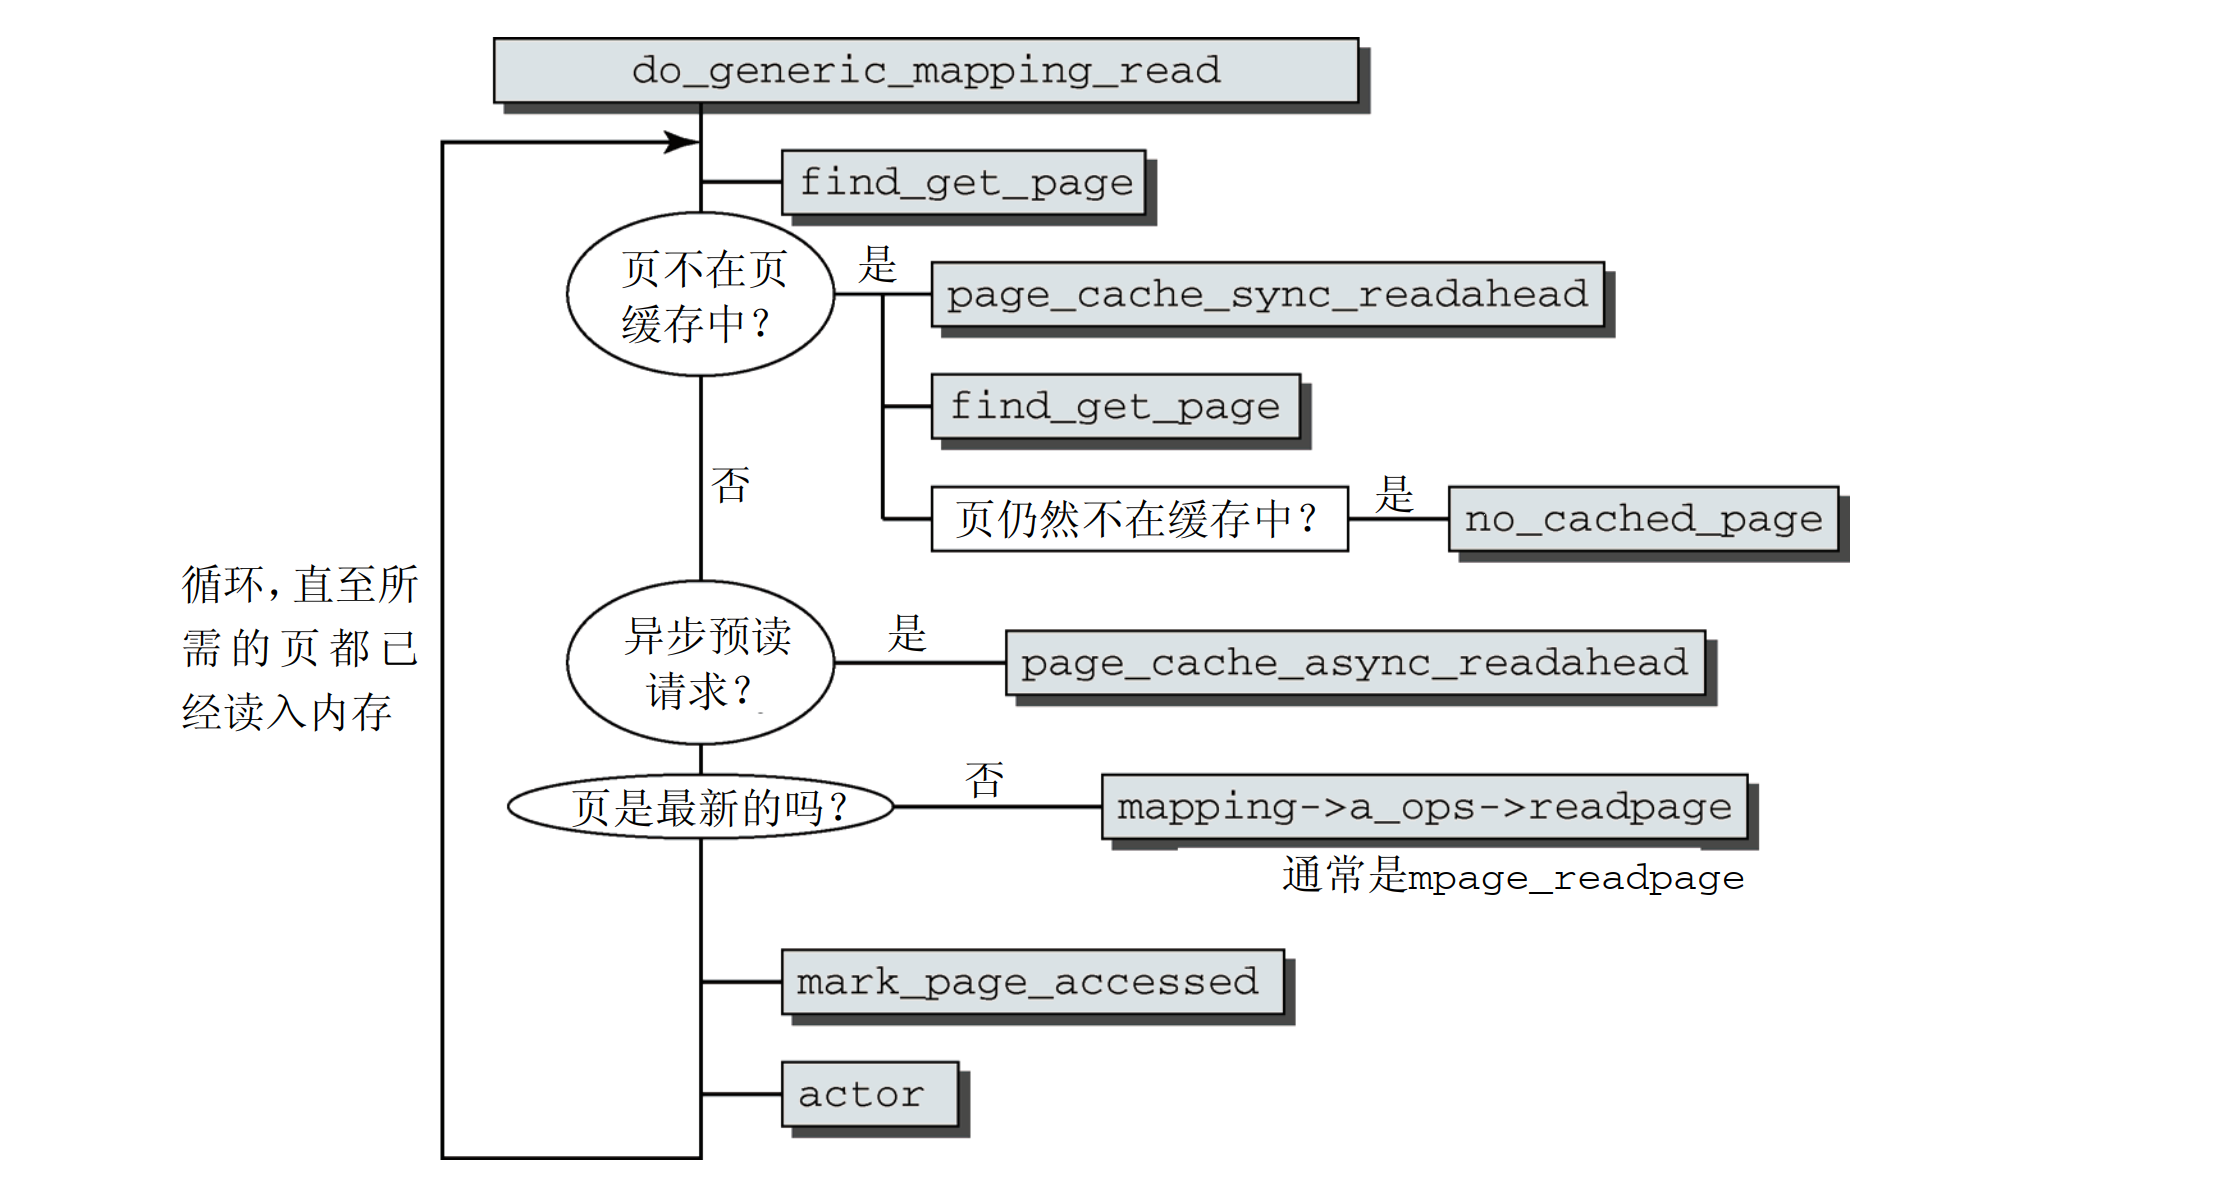 do_generic_mapping_read
find_get_page
页不在页
缓存中？
是
page_cache_sync_readahead
find_get_page
否
页仍然不在缓存中？
是
no_cached_page
循环，直至所
需的页都已
经读入内存
异步预读
请求？
是
page_cache_async_readahead
页是最新的吗？
否
mapping->a_ops->readpage
通常是mpage_readpage
mark_page_accessed
actor